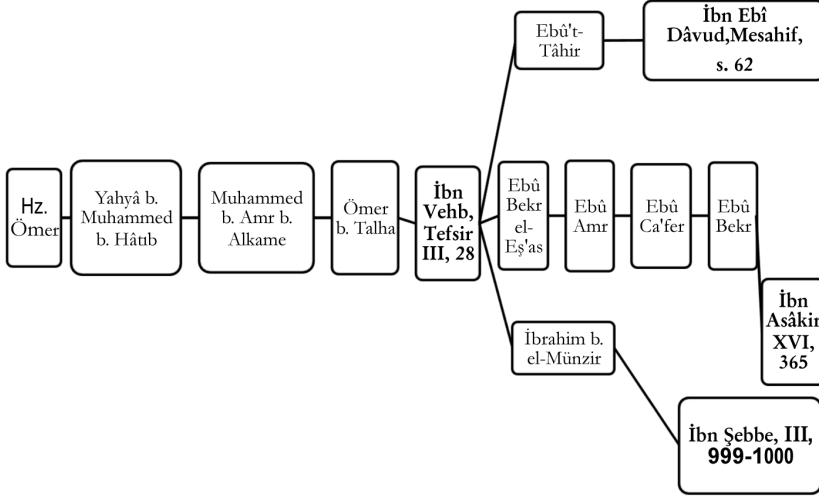 Hz.
Ömer
Yahyâ b.
Muhammed
b. Hâtıb
Muhammed
b. Amr b.
Alkame
Ömer
b. Talha
İbn
Vehb,
Tefsir
III, 28
Ebû't-
Tâhir
İbn Ebî
Dâvud,Mesahif,
s. 62
Ebû
Bekr
el-
Eş'as
Ebû
Amr
Ebû
Ca'fer
Ebû
Bekr
İbn
Asâkir
XVI,
365
İbrahim b.
el-Münzir
İbn Şebbe, III,
999-1000